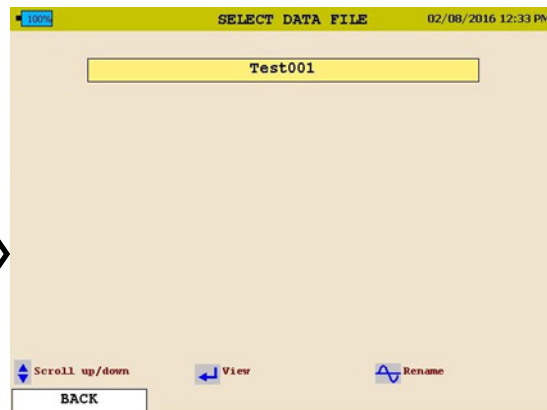 100% SELECT DATA FILE 02/08/2016 12:33 PM
Test001
Scroll up/down View Rename
BACK